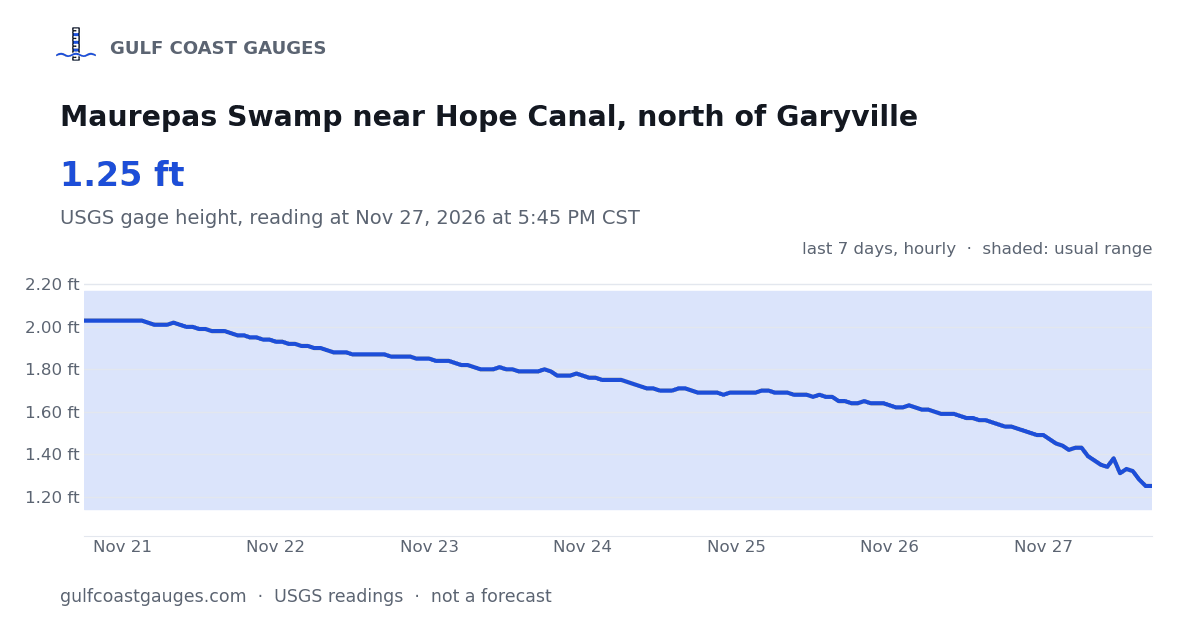 GULF COAST GAUGES
Maurepas Swamp near Hope Canal, north of Garyville
1.25 ft
USGS gage height, reading at Nov 27, 2026 at 5:45 PM CST
last 7 days, hourly · shaded: usual range
2.20 ft
2.00 ft
1.80 ft
1.60 ft
1.40 ft
1.20 ft
Nov 21 Nov 22 Nov 23 Nov 24 Nov 25 Nov 26 Nov 27
gulfcoastgauges.com · USGS readings · not a forecast